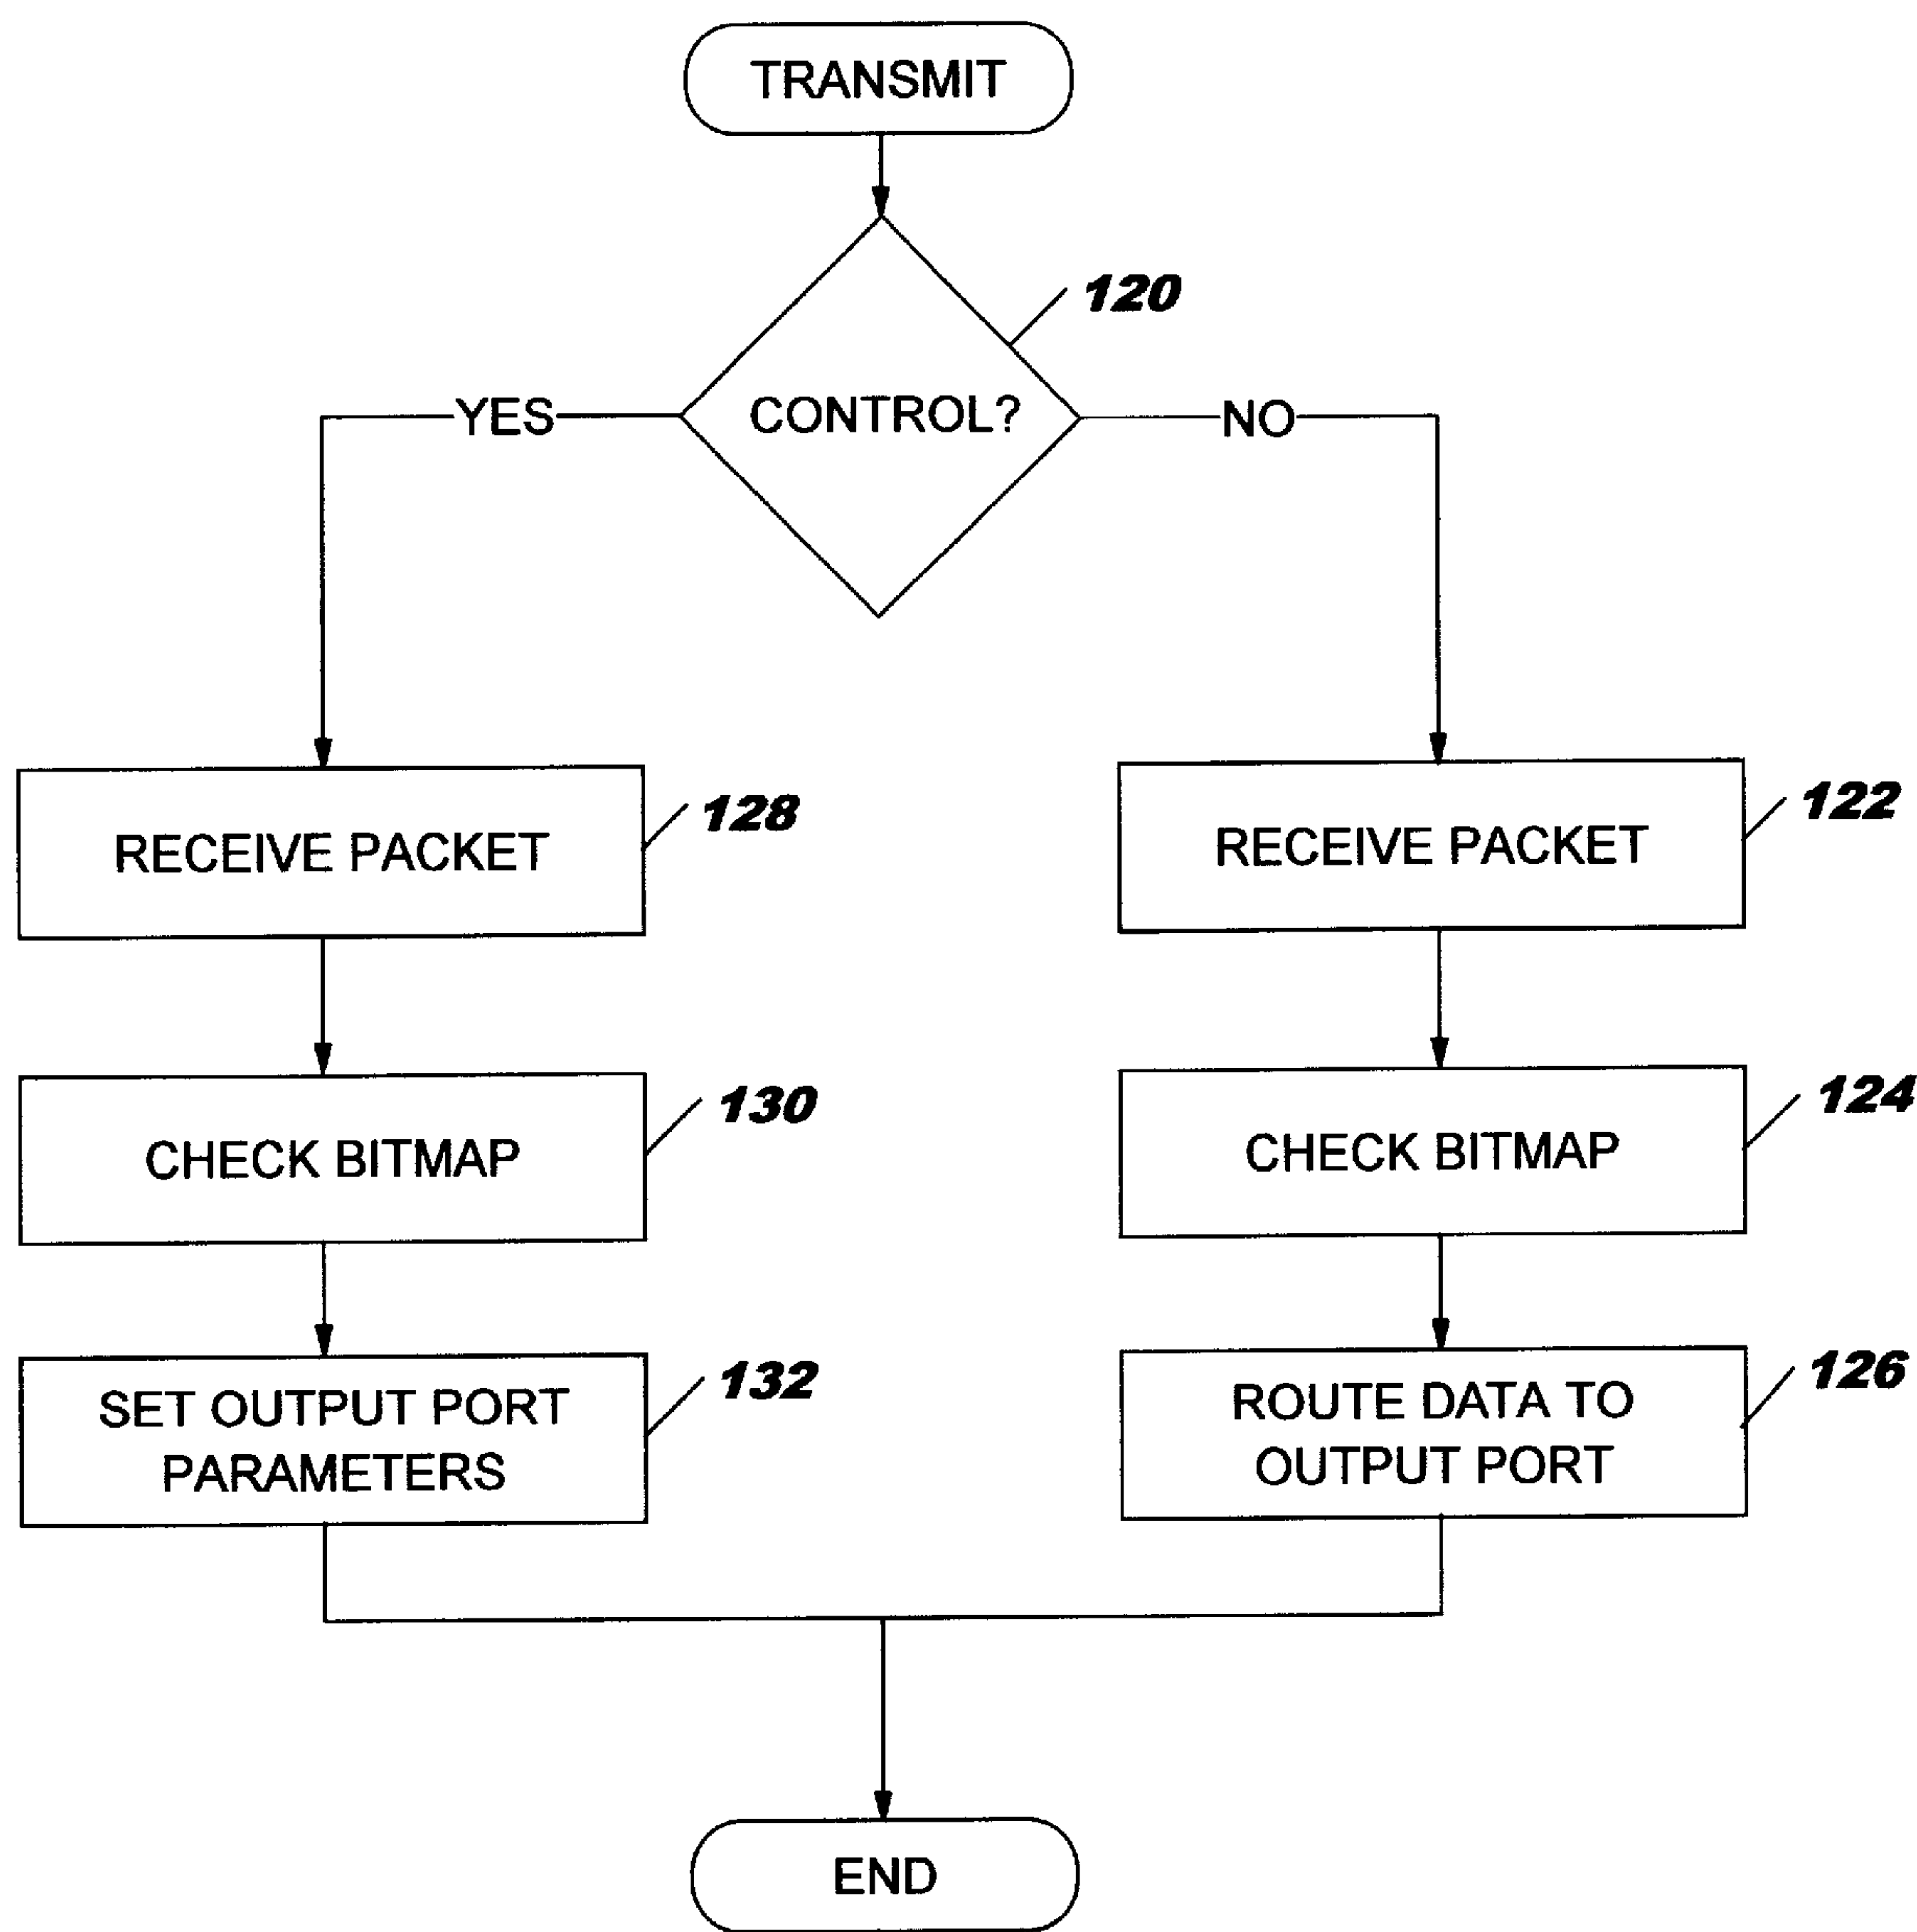 TRANSMIT
120
CONTROL?
YES
NO
128
RECEIVE PACKET
122
RECEIVE PACKET
130
CHECK BITMAP
124
CHECK BITMAP
132
SET OUTPUT PORT
PARAMETERS
126
ROUTE DATA TO
OUTPUT PORT
END